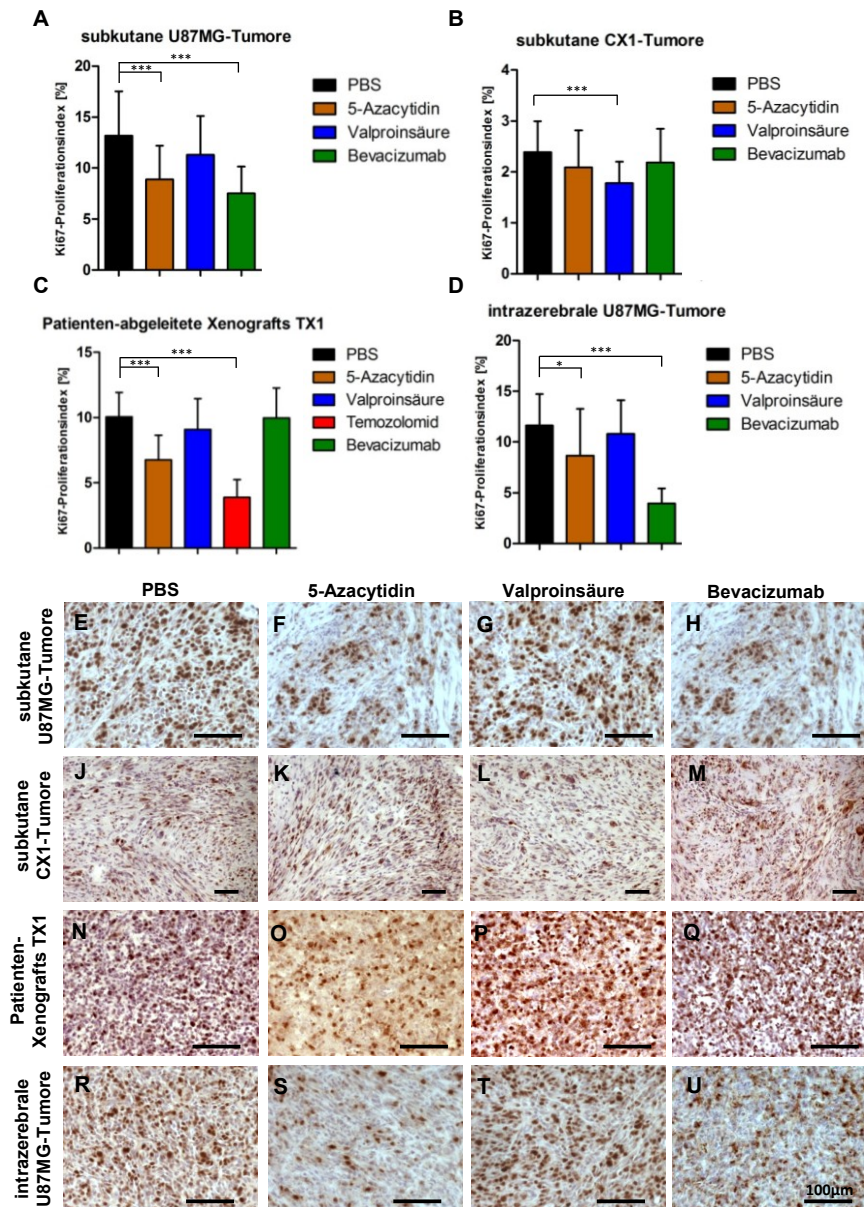 A
subkutane U87MG-Tumore
Ki67-Proliferationsindex [%]
20
15
10
5
0
***
***
PBS
5-Azacytidin
Valproinsäure
Bevacizumab
B
subkutane CX1-Tumore
Ki67-Proliferationsindex [%]
4
3
2
1
0
***
PBS
5-Azacytidin
Valproinsäure
Bevacizumab
C
Patienten-abgeleitete Xenografts TX1
Ki67-Proliferationsindex [%]
15
10
5
0
***
***
PBS
5-Azacytidin
Valproinsäure
Temozolomid
Bevacizumab
D
intrazerebrale U87MG-Tumore
Ki67-Proliferationsindex [%]
20
15
10
5
0
***
*
PBS
5-Azacytidin
Valproinsäure
Bevacizumab
PBS
5-Azacytidin
Valproinsäure
Bevacizumab
subkutane
U87MG-Tumore
E
F
G
H
subkutane
CX1-Tumore
J
K
L
M
Patienten-
Xenografts TX1
N
O
P
Q
intrazerebrale
U87MG-Tumore
R
S
T
U
100µm